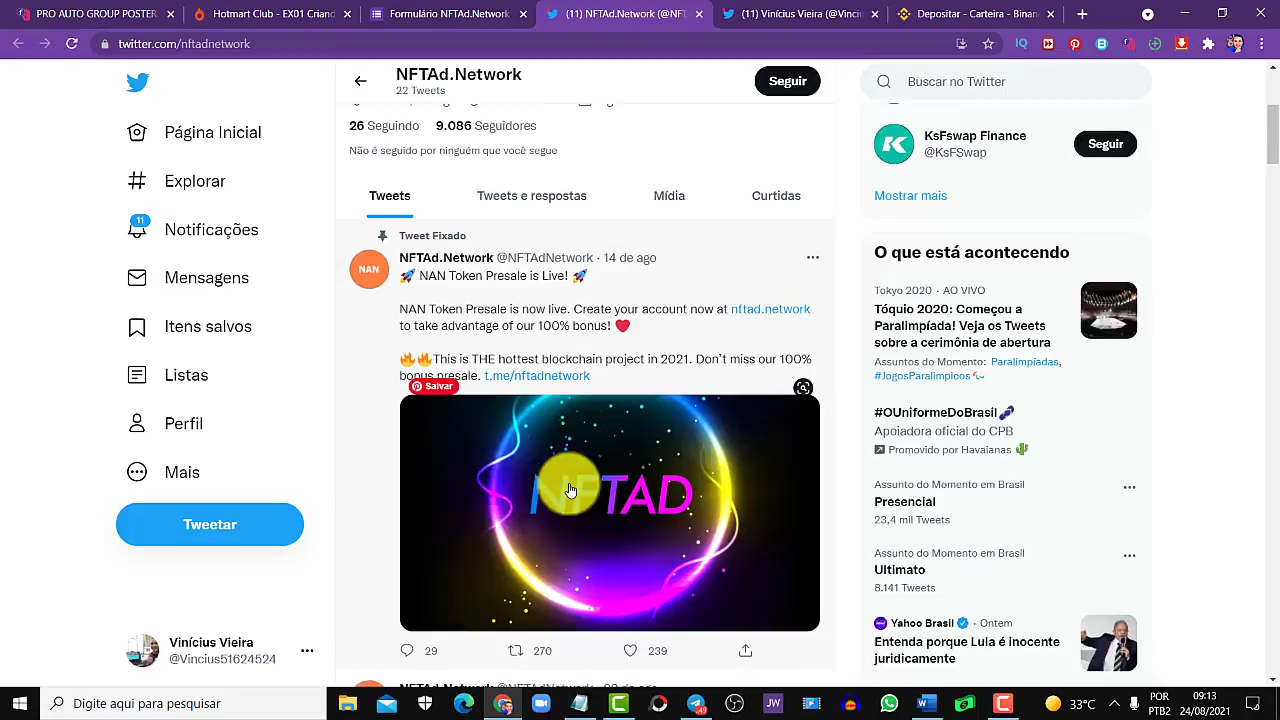 PRO AUTO GROUP POSTER
Hotmart Club - EX01 Criand
Formulário NFTAd.Network
(11) NFTAd.Network (@NFT
(11) Vinícius Vieira (@Vinciu
Depositar - Carteira - Binan
twitter.com/nftadnetwork
IQ
NFTAd.Network
22 Tweets
Seguir
Buscar no Twitter
Página Inicial
Explorar
11
Notificações
Mensagens
Itens salvos
Listas
Perfil
Mais
Tweetar
Vinícius Vieira
@Vincius51624524
26 Seguindo 9.086 Seguidores
Não é seguido por ninguém que você segue
Tweets
Tweets e respostas
Mídia
Curtidas
Tweet Fixado
NAN
NFTAd.Network @NFTAdNetwork · 14 de ago
🚀 NAN Token Presale is Live! 🚀
NAN Token Presale is now live. Create your account now at nftad.network
to take advantage of our 100% bonus! ❤️
🔥🔥This is THE hottest blockchain project in 2021. Don't miss our 100%
bonus presale. t.me/nftadnetwork
Salvar
NFTAD
29
270
239
KsFswap Finance
@KsFSwap
Seguir
Mostrar mais
O que está acontecendo
Tokyo 2020 · AO VIVO
Tóquio 2020: Começou a
Paralimpíada! Veja os Tweets
sobre a cerimônia de abertura
Assuntos do Momento: Paralimpíadas,
#JogosParalimpicos
#OUniformeDoBrasil
Apoiadora oficial do CPB
Promovido por Havaianas 🌵
Assunto do Momento em Brasil
Presencial
23,4 mil Tweets
Assunto do Momento em Brasil
Ultimato
8.141 Tweets
Yahoo Brasil · Ontem
Entenda porque Lula é inocente
juridicamente
Digite aqui para pesquisar
JW
33°C
POR
PTB2
09:13
24/08/2021